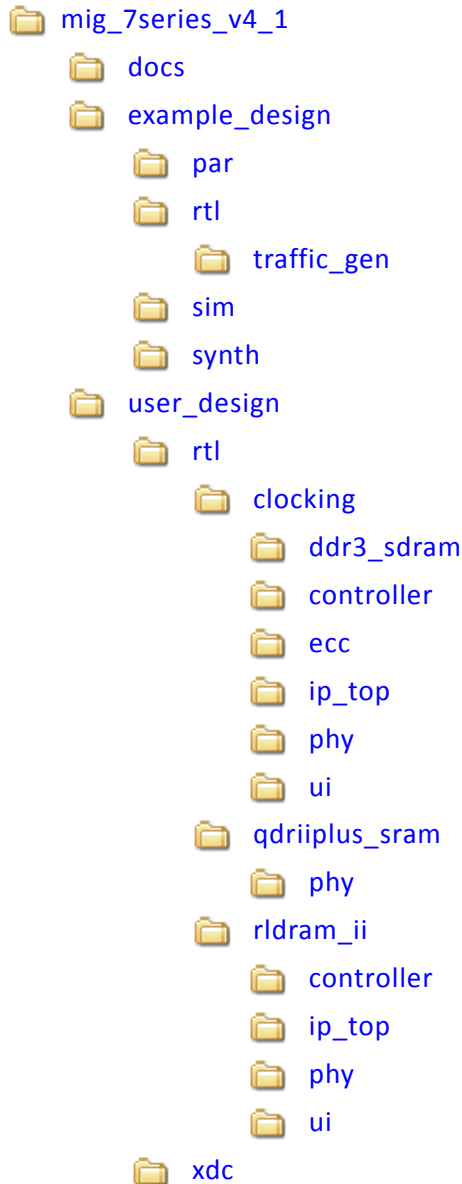 mig_7series_v4_1
docs
example_design
par
rtl
traffic_gen
sim
synth
user_design
rtl
clocking
ddr3_sdram
controller
ecc
ip_top
phy
ui
qdriiplus_sram
phy
rldram_ii
controller
ip_top
phy
ui
xdc